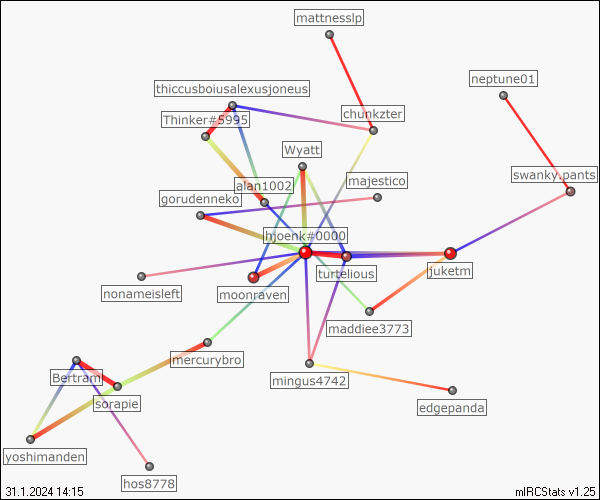 mattnesslp
neptune01
thiccusboiusalexusjoneus
chunkzter
Thinker#5995
Wyatt
swanky.pants
majestico
alan1002
gorudenneko
hjoenk#0000
juketm
turtelious
nonameisleft
moonraven
maddiee3773
mercurybro
Bertram
mingus4742
sorapie
edgepanda
yoshimanden
hos8778
31.1.2024 14:15
mIRCStats v1.25